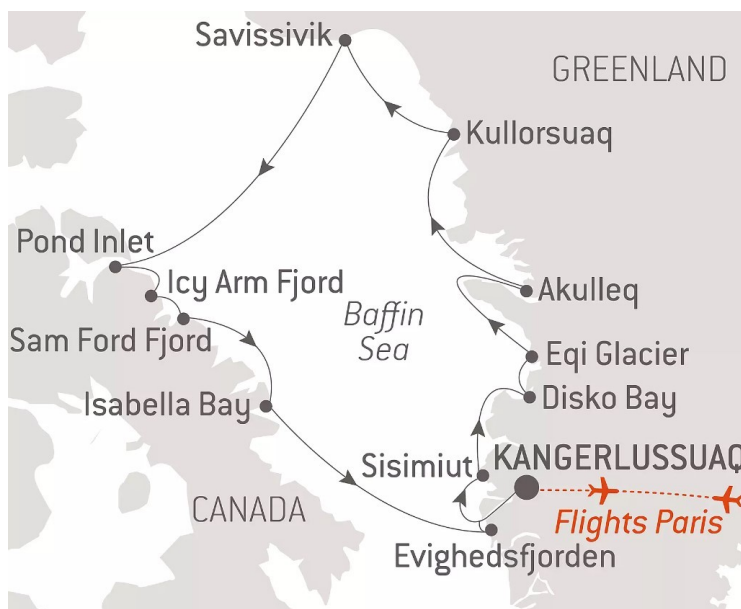 Savissivik
GREENLAND
Kullorsuaq
Pond Inlet
Icy Arm Fjord
Akulleq
Baffin
Sea
Sam Ford Fjord
Eqi Glacier
Disko Bay
Isabella Bay
Sisimiut
KANGERLUSSUAQ
CANADA
Flights Paris
Evighedsfjorden